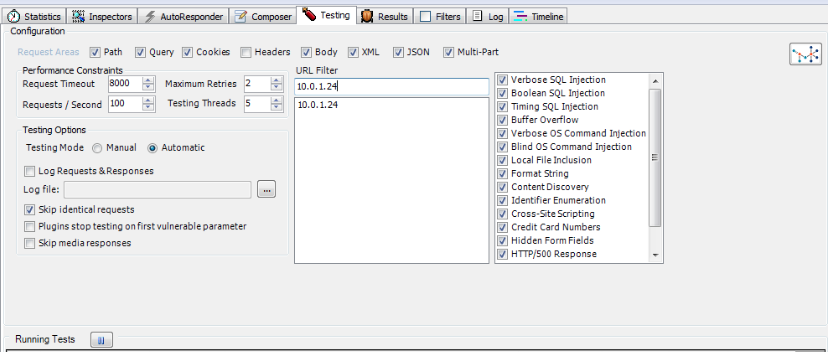 Statistics Inspectors AutoResponder Composer Testing Results Filters Log Timeline
Configuration
Request Areas Path Query Cookies Headers Body XML JSON Multi-Part
Performance Constraints
Request Timeout 8000 Maximum Retries 2
Requests / Second 100 Testing Threads 5
Testing Options
Testing Mode Manual Automatic
Log Requests & Responses
Log file: ...
Skip identical requests
Plugins stop testing on first vulnerable parameter
Skip media responses
URL Filter
10.0.1.24
10.0.1.24
Verbose SQL Injection
Boolean SQL Injection
Timing SQL Injection
Buffer Overflow
Verbose OS Command Injection
Blind OS Command Injection
Local File Inclusion
Format String
Content Discovery
Identifier Enumeration
Cross-Site Scripting
Credit Card Numbers
Hidden Form Fields
HTTP/500 Response
Running Tests